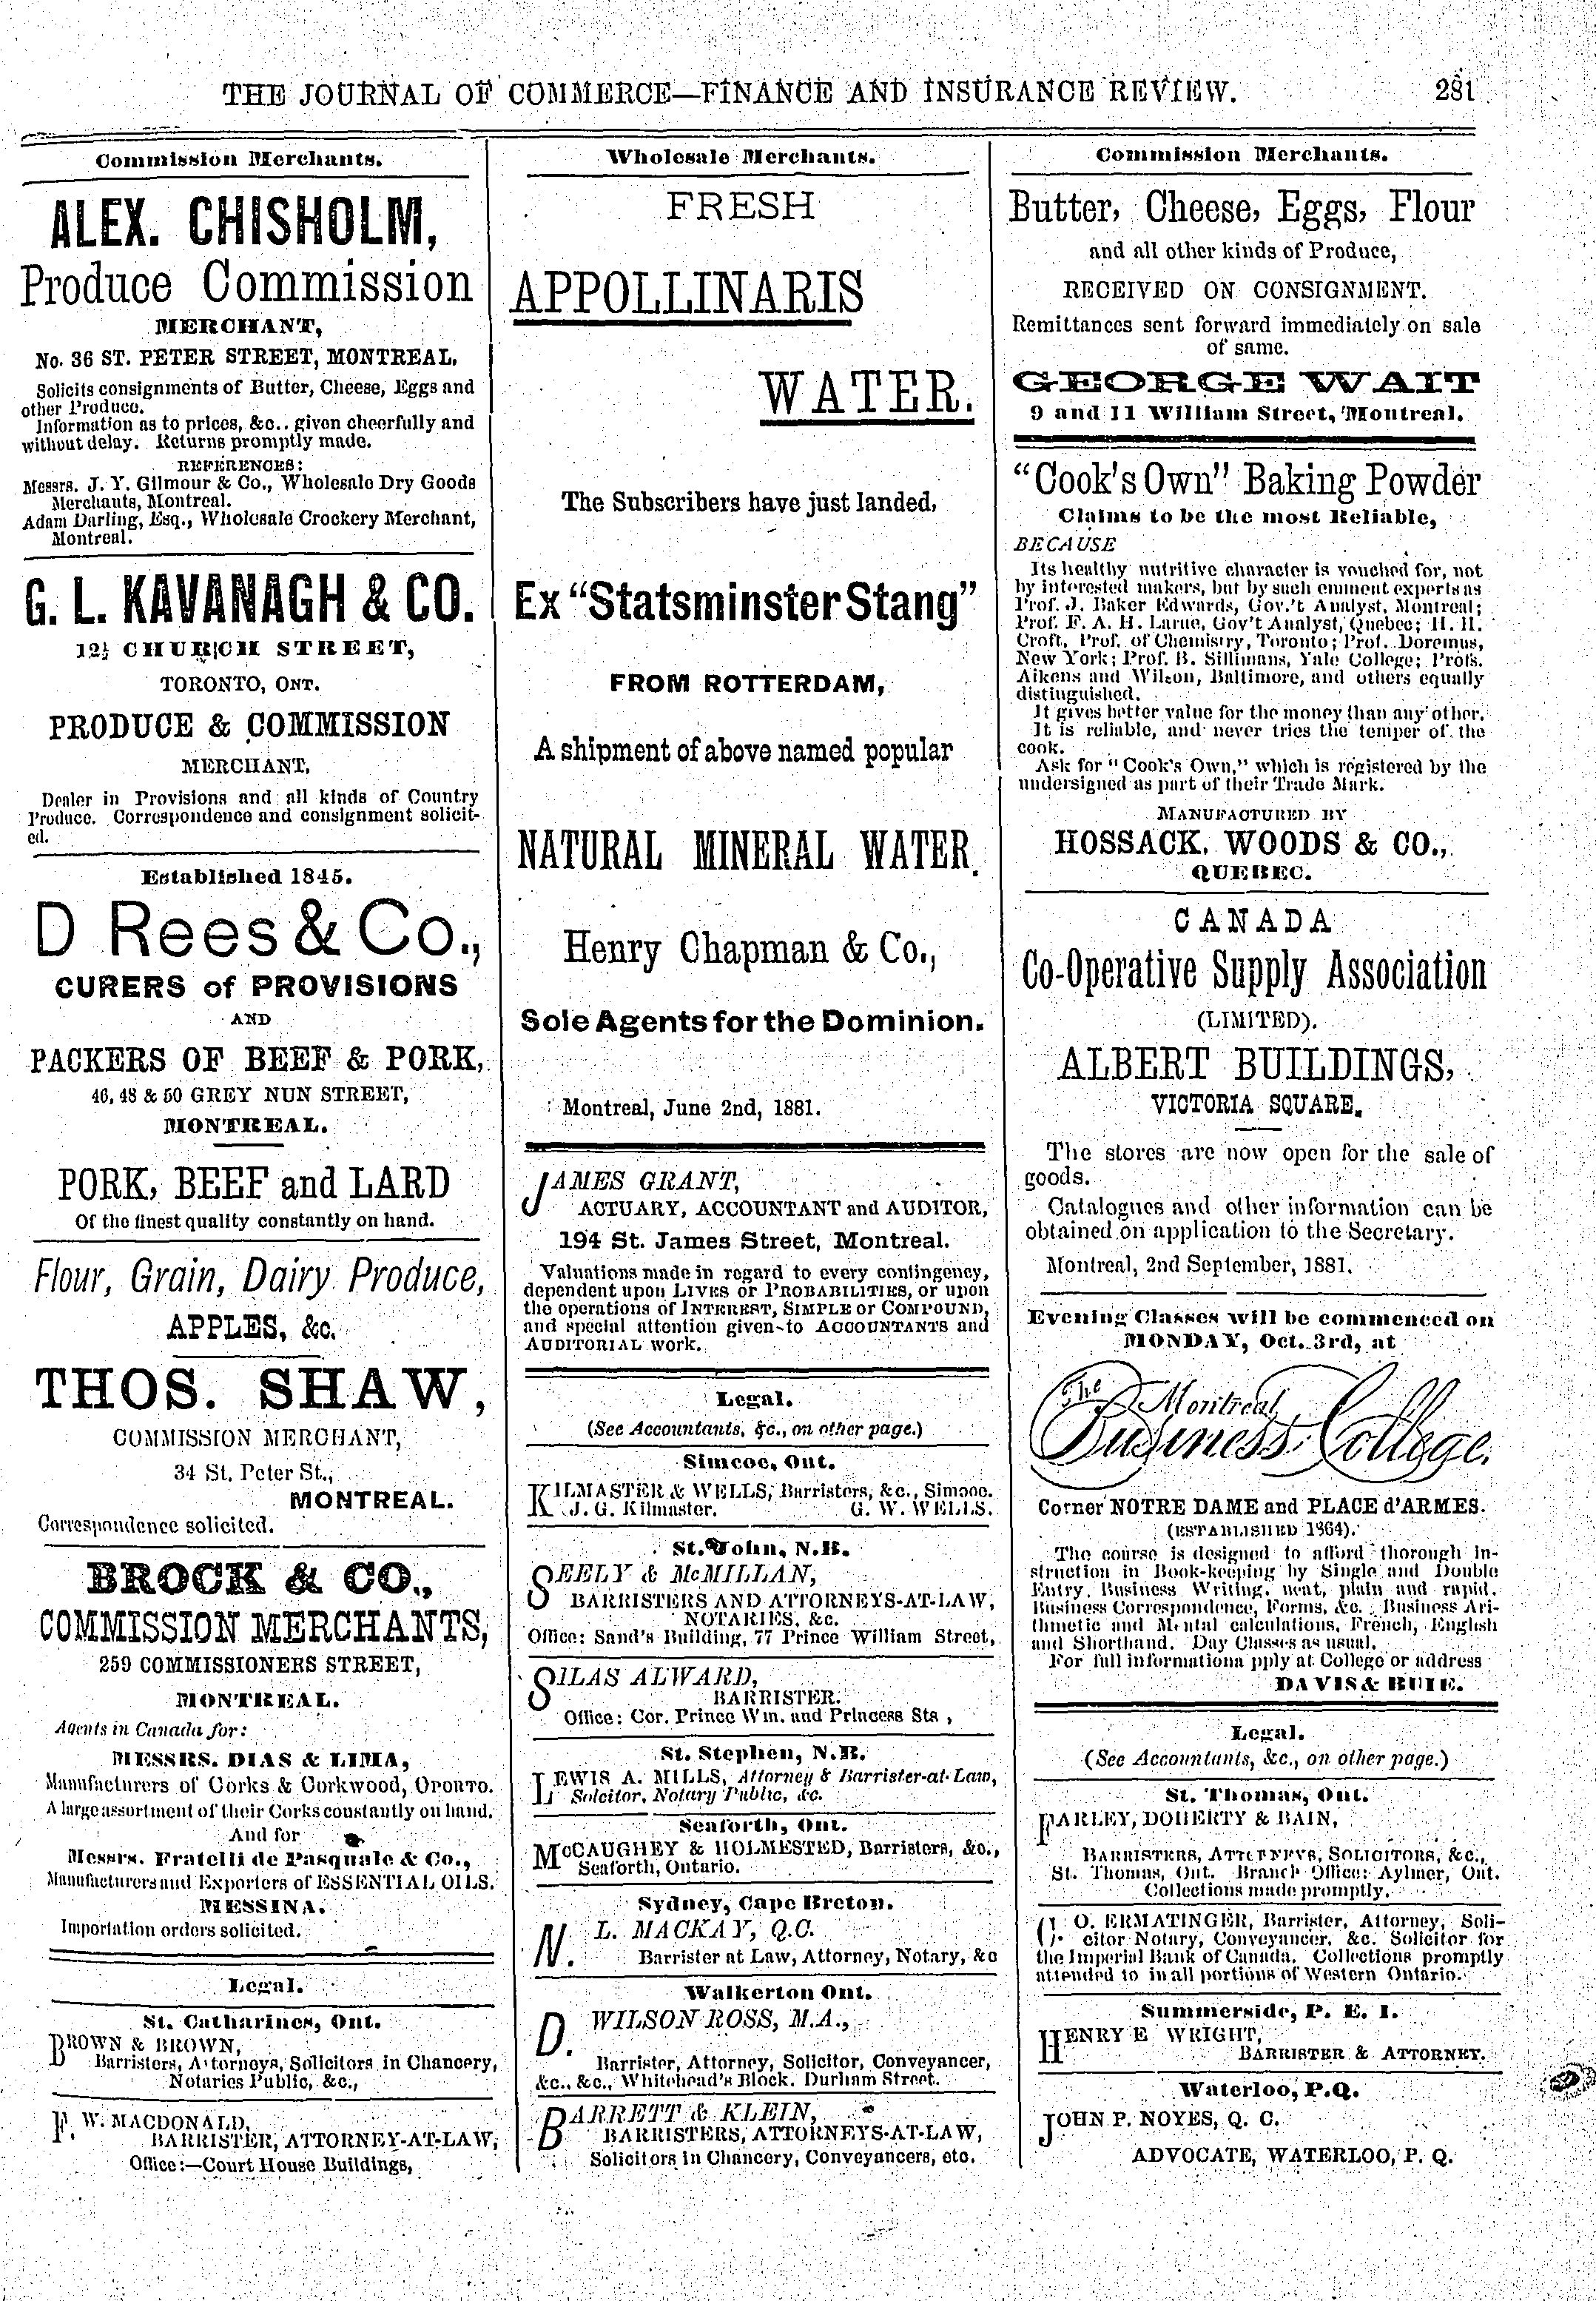 THE JOURNAL OF COMMERCE—FINANCE AND INSURANCE REVIEW. 281
Commission Merchants.
ALEX. CHISHOLM,
Produce Commission
MERCHANT,
No. 36 ST. PETER STREET, MONTREAL.
Solicits consignments of Butter, Cheese, Eggs and
other Produce.
Information as to prices, &c.. given cheerfully and
without delay. Returns promptly made.
REFERENCES:
Messrs. J. Y. Gilmour & Co., Wholesale Dry Goods
Merchants, Montreal.
Adam Darling, Esq., Wholesale Crockery Merchant,
Montreal.
G. L. KAVANAGH & CO.
12½ CHURCH STREET,
TORONTO, ONT.
PRODUCE & COMMISSION
MERCHANT,
Dealer in Provisions and all kinds of Country
Produce. Correspondence and consignment solicit-
ed.
Established 1845.
D Rees & Co.,
CURERS of PROVISIONS
AND
PACKERS OF BEEF & PORK,
46, 48 & 50 GREY NUN STREET,
MONTREAL.
PORK, BEEF and LARD
Of the finest quality constantly on hand.
Flour, Grain, Dairy Produce,
APPLES, &c.
THOS. SHAW,
COMMISSION MERCHANT,
34 St. Peter St.,
MONTREAL.
Correspondence solicited.
BROCK & CO.,
COMMISSION MERCHANTS,
259 COMMISSIONERS STREET,
MONTREAL.
Agents in Canada for:
MESSRS. DIAS & LIMA,
Manufacturers of Corks & Corkwood, OPORTO.
A large assortment of their Corks constantly on hand.
And for
Messrs. Fratelli de Pasquale & Co.,
Manufacturers and Exporters of ESSENTIAL OILS.
MESSINA.
Importation orders solicited.
Legal.
St. Catharines, Ont.
BROWN & BROWN,
Barristers, Attorneys, Solicitors in Chancery,
Notaries Public, &c.,
F. W. MACDONALD,
BARRISTER, ATTORNEY-AT-LAW,
Office:—Court House Buildings,
Wholesale Merchants.
FRESH
APPOLLINARIS
WATER.
The Subscribers have just landed,
Ex "Statsminster Stang"
FROM ROTTERDAM,
A shipment of above named popular
NATURAL MINERAL WATER.
Henry Chapman & Co.,
Sole Agents for the Dominion.
Montreal, June 2nd, 1881.
JAMES GRANT,
ACTUARY, ACCOUNTANT and AUDITOR,
194 St. James Street, Montreal.
Valuations made in regard to every contingency,
dependent upon LIVES or PROBABILITIES, or upon
the operations of INTEREST, SIMPLE or COMPOUND,
and special attention given to ACCOUNTANTS and
AUDITORIAL work.
Legal.
(See Accountants, &c., on other page.)
Simcoe, Ont.
KILMASTER & WELLS, Barristers, &c., Simcoe.
J. G. Kilmaster. G. W. WELLS.
St. John, N.B.
SEELY & McMILLAN,
BARRISTERS AND ATTORNEYS-AT-LAW,
NOTARIES, &c.
Office: Sand's Building, 77 Prince William Street,
SILAS ALWARD,
BARRISTER.
Office: Cor. Prince Wm. and Princess Sts ,
St. Stephen, N.B.
LEWIS A. MILLS, Attorney & Barrister-at-Law,
Solcitor, Notary Public, &c.
Seaforth, Ont.
McCAUGHEY & HOLMESTED, Barristers, &c.,
Seaforth, Ontario.
Sydney, Cape Breton.
N. L. MACKAY, Q.C.
Barrister at Law, Attorney, Notary, &c
Walkerton Ont.
D. WILSON ROSS, M.A.,
Barrister, Attorney, Solicitor, Conveyancer,
&c., &c., Whitehead's Block. Durham Street.
BARRETT & KLEIN,
BARRISTERS, ATTORNEYS-AT-LAW,
Solicitors in Chancery, Conveyancers, etc.
Commission Merchants.
Butter, Cheese, Eggs, Flour
and all other kinds of Produce,
RECEIVED ON CONSIGNMENT.
Remittances sent forward immediately on sale
of same.
GEORGE WAIT
9 and 11 William Street, Montreal.
"Cook's Own" Baking Powder
Claims to be the most Reliable,
BECAUSE
Its healthy nutritive character is vouched for, not
by interested makers, but by such eminent experts as
Prof. J. Baker Edwards, Gov.'t Analyst, Montreal;
Prof. F. A. H. Larue, Gov't Analyst, Quebec; H. H.
Croft, Prof. of Chemistry, Toronto; Prof. Doremus,
New York; Prof. B. Sillimans, Yale College; Profs.
Aikens and Wilson, Baltimore, and others equally
distinguished.
It gives better value for the money than any other.
It is reliable, and never tries the temper of the
cook.
Ask for "Cook's Own," which is registered by the
undersigned as part of their Trade Mark.
MANUFACTURED BY
HOSSACK, WOODS & CO.,
QUEBEC.
CANADA
Co-Operative Supply Association
(LIMITED).
ALBERT BUILDINGS,
VICTORIA SQUARE.
The stores are now open for the sale of
goods.
Catalogues and other information can be
obtained on application to the Secretary.
Montreal, 2nd September, 1881.
Evening Classes will be commenced on
MONDAY, Oct. 3rd, at
The Montreal
Business College.
Corner NOTRE DAME and PLACE d'ARMES.
(ESTABLISHED 1864).
The course is designed to afford thorough in-
struction in Book-keeping by Single and Double
Entry, Business Writing, neat, plain and rapid.
Business Correspondence, Forms, &c. Business Ari-
thmetic and Mental calculations, French, English
and Shorthand. Day Classes as usual.
For full informationa pply at College or address
DAVIS & BUIE.
Legal.
(See Accountants, &c., on other page.)
St. Thomas, Ont.
FARLEY, DOHERTY & BAIN,
BARRISTERS, ATTORNEYS, SOLICITORS, &c.,
St. Thomas, Ont. Branch Office: Aylmer, Ont.
Collections made promptly.
C. O. ERMATINGER, Barrister, Attorney, Soli-
citor Notary, Conveyancer, &c. Solicitor for
the Imperial Bank of Canada. Collections promptly
attended to in all portions of Western Ontario.
Summerside, P. E. I.
HENRY E WRIGHT,
BARRISTER & ATTORNEY.
Waterloo, P.Q.
JOHN P. NOYES, Q. C.
ADVOCATE, WATERLOO, P. Q.